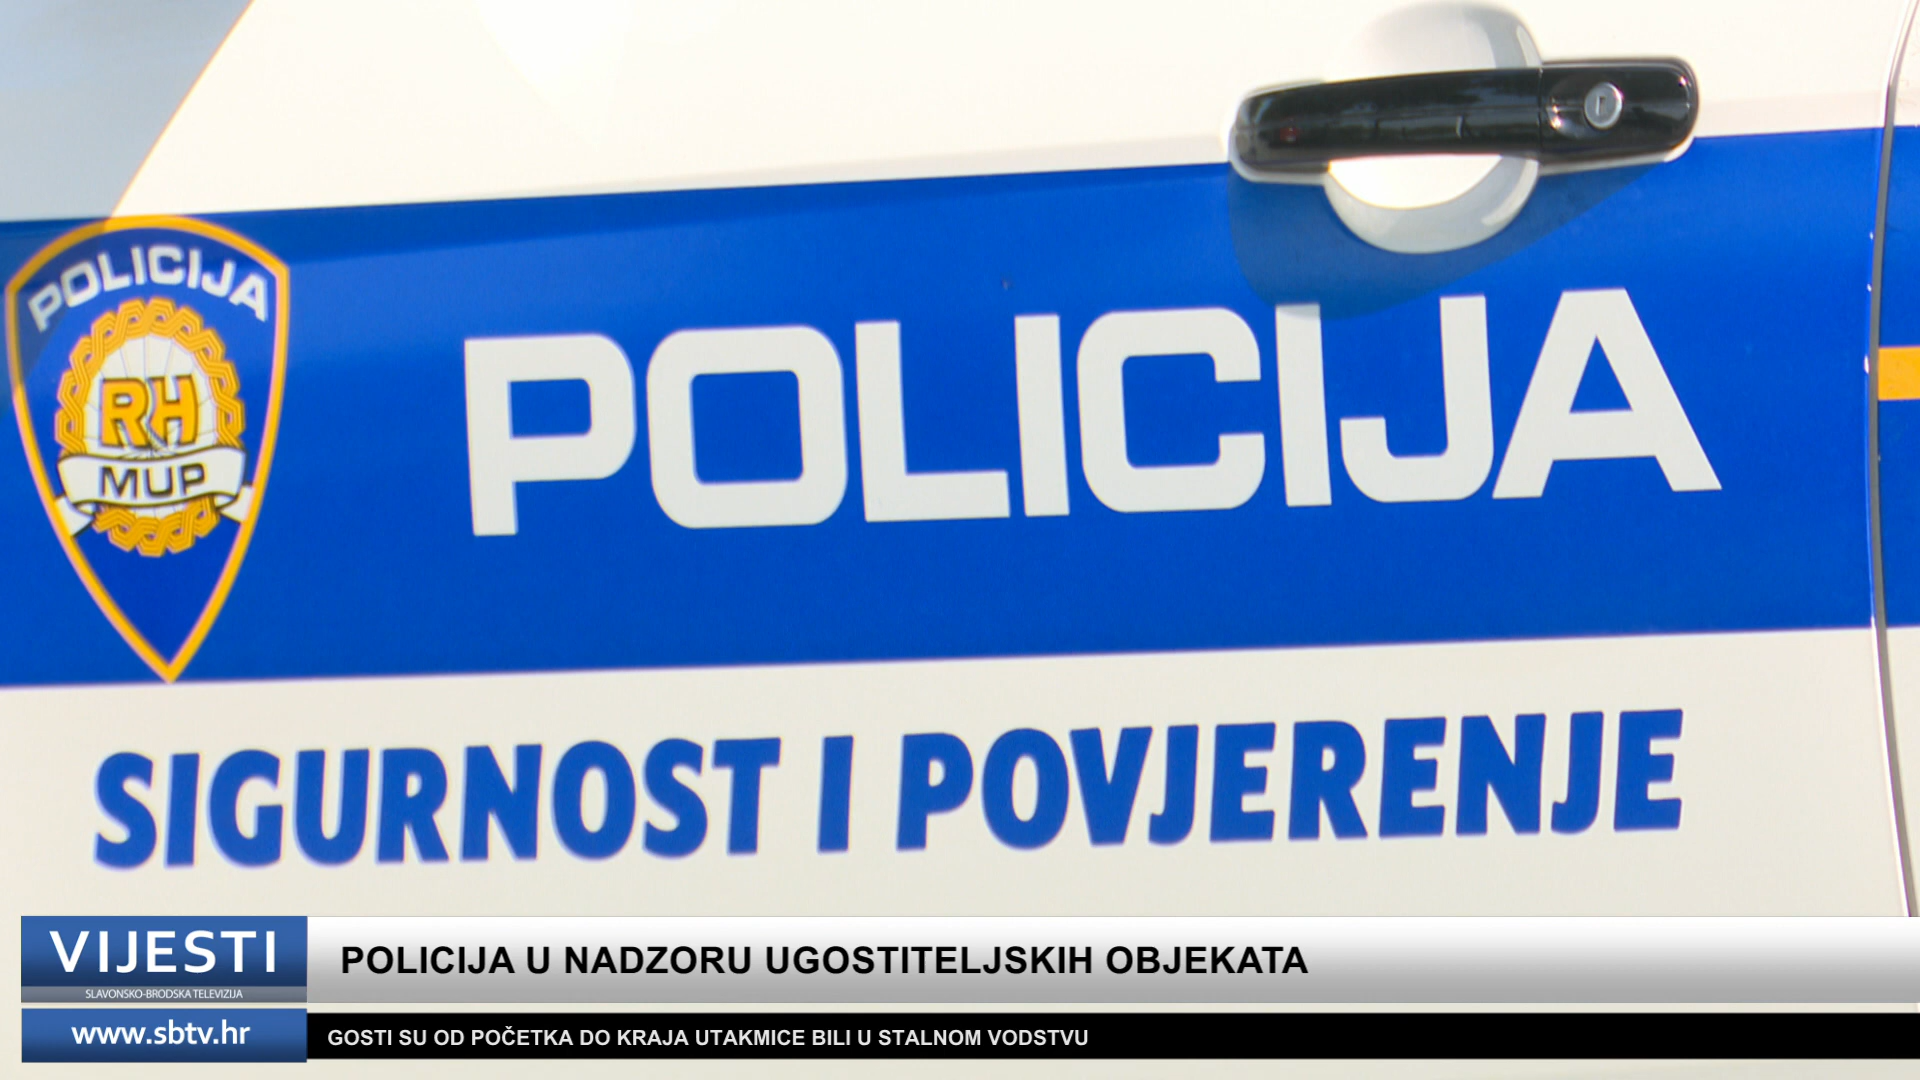 POLICIJA
RH
MUP
POLICIJA
SIGURNOST I POVJERENJE
VIJESTI
SLAVONSKO-BRODSKA TELEVIZIJA
POLICIJA U NADZORU UGOSTITELJSKIH OBJEKATA
www.sbtv.hr
GOSTI SU OD POČETKA DO KRAJA UTAKMICE BILI U STALNOM VODSTVU